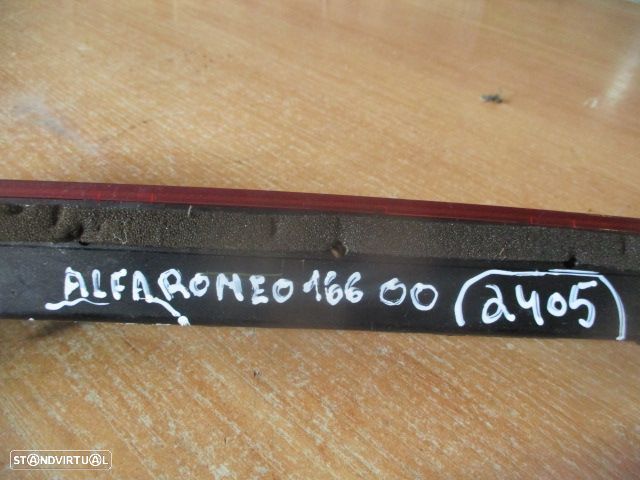 ALFAROMEO 166 00 (2405)
STANDVIRTUAL